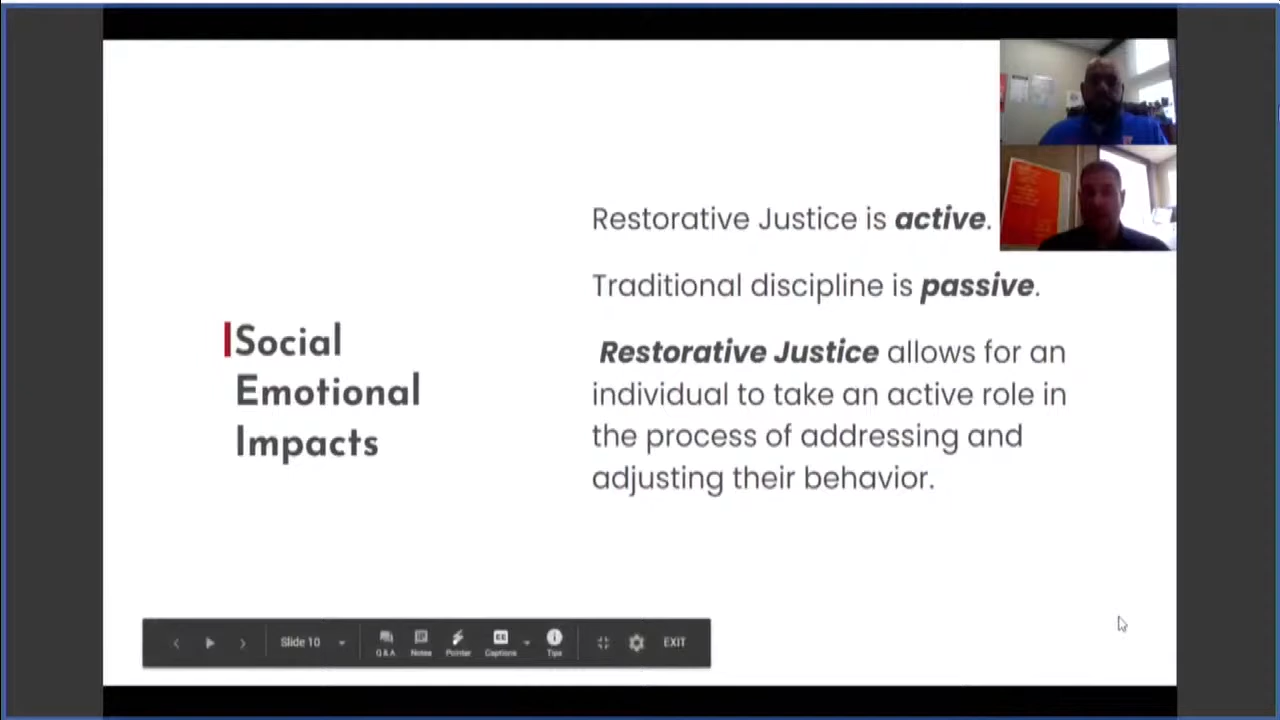 Social
Emotional
Impacts
Restorative Justice is active.
Traditional discipline is passive.
Restorative Justice allows for an
individual to take an active role in
the process of addressing and
adjusting their behavior.
Slide 10
Q & A
Notes
Pointer
CC
Captions
Tips
EXIT